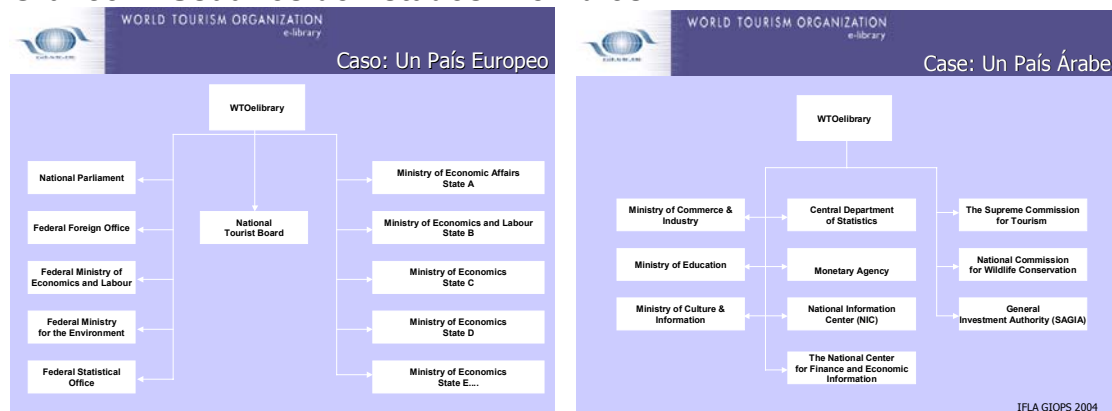 WORLD TOURISM ORGANIZATION
e-library
Caso: Un País Europeo
WTOelibrary
National Parliament
Federal Foreign Office
Federal Ministry of
Economics and Labour
Federal Ministry
for the Environment
Federal Statistical
Office
National
Tourist Board
Ministry of Economic Affairs
State A
Ministry of Economics and Labour
State B
Ministry of Economics
State C
Ministry of Economics
State D
Ministry of Economics
State E....
WORLD TOURISM ORGANIZATION
e-library
Case: Un País Árabe
WTOelibrary
Ministry of Commerce &
Industry
Ministry of Education
Ministry of Culture &
Information
Central Department
of Statistics
Monetary Agency
National Information
Center (NIC)
The National Center
for Finance and Economic
Information
The Supreme Commission
for Tourism
National Commission
for Wildlife Conservation
General
Investment Authority (SAGIA)
IFLA GIOPS 2004